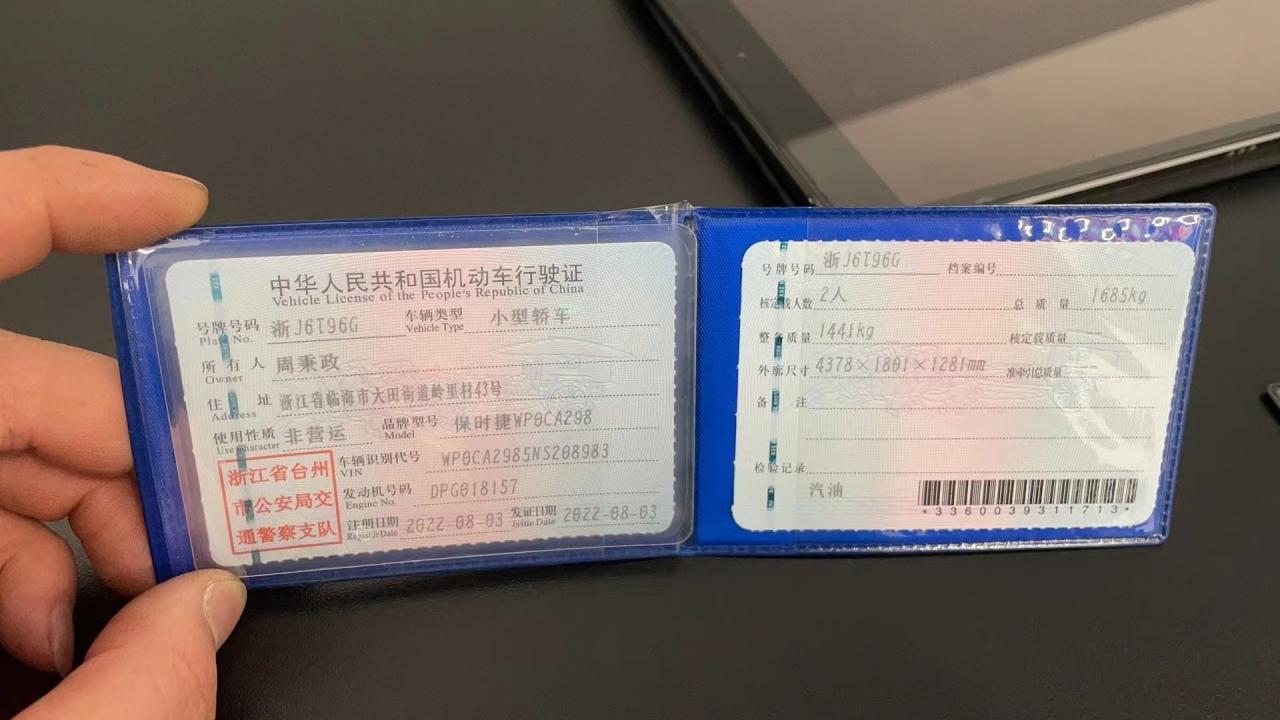 中华人民共和国机动车行驶证
Vehicle License of the People's Republic of China
号牌号码 浙J6T96G 车辆类型 小型轿车
Plate No. Vehicle Type
所有人 周秉政
Owner
住址 浙江省临海市大田街道岭里村43号
Address
使用性质 非营运 品牌型号 保时捷WP0CA298
Use Character Model
浙江省台州
市公安局交
通警察支队
车辆识别代号 WP0CA2985NS208983
VIN
发动机号码 DPG018157
Engine No.
注册日期 2022-08-03 发证日期 2022-08-03
Register Date Issue Date
号牌号码 浙J6T96G 档案编号
核定载人数 2人 总质量 1685kg
整备质量 1441kg 核定载质量 --
外廓尺寸 4378×1801×1281mm 准牵引总质量 --
备注
检验记录
汽油
*3360039311713*